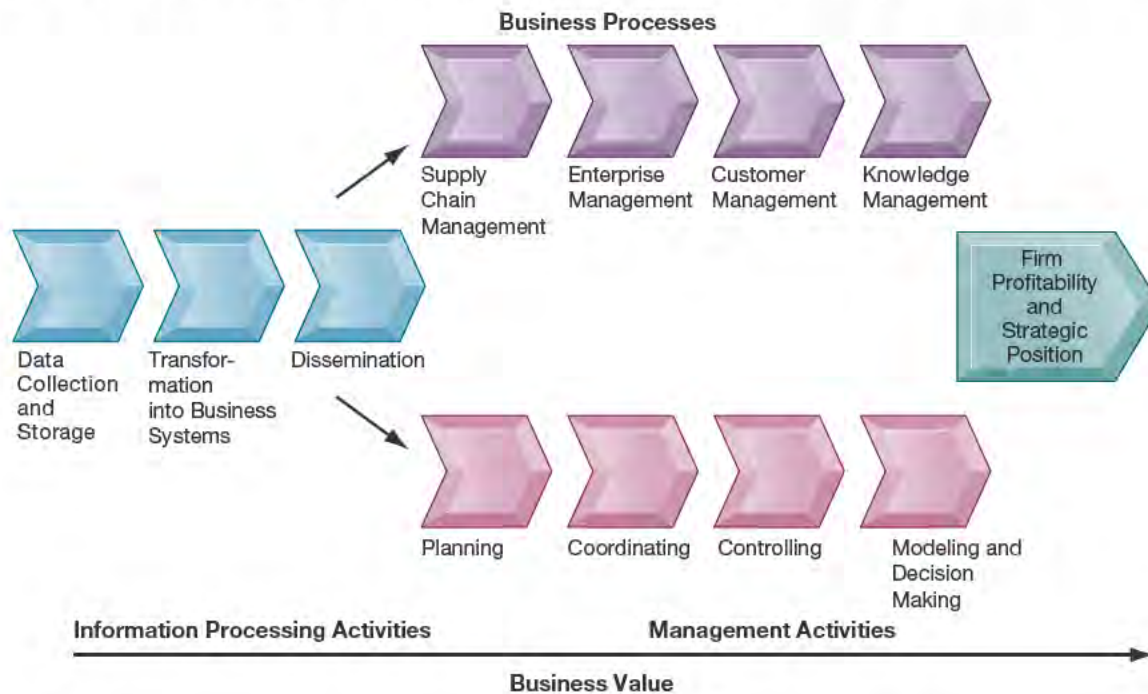 Business Processes
Supply
Chain
Management
Enterprise
Management
Customer
Management
Knowledge
Management
Data
Collection
and
Storage
Transfor-
mation
into Business
Systems
Dissemination
Firm
Profitability
and
Strategic
Position
Planning
Coordinating
Controlling
Modeling and
Decision
Making
Information Processing Activities
Management Activities
Business Value